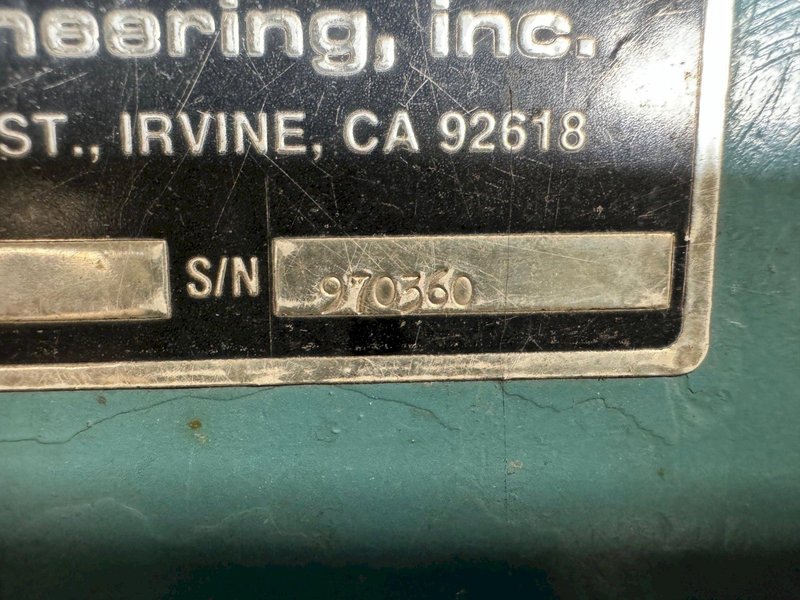 neering, inc.
ST., IRVINE, CA 92618
S/N 970360